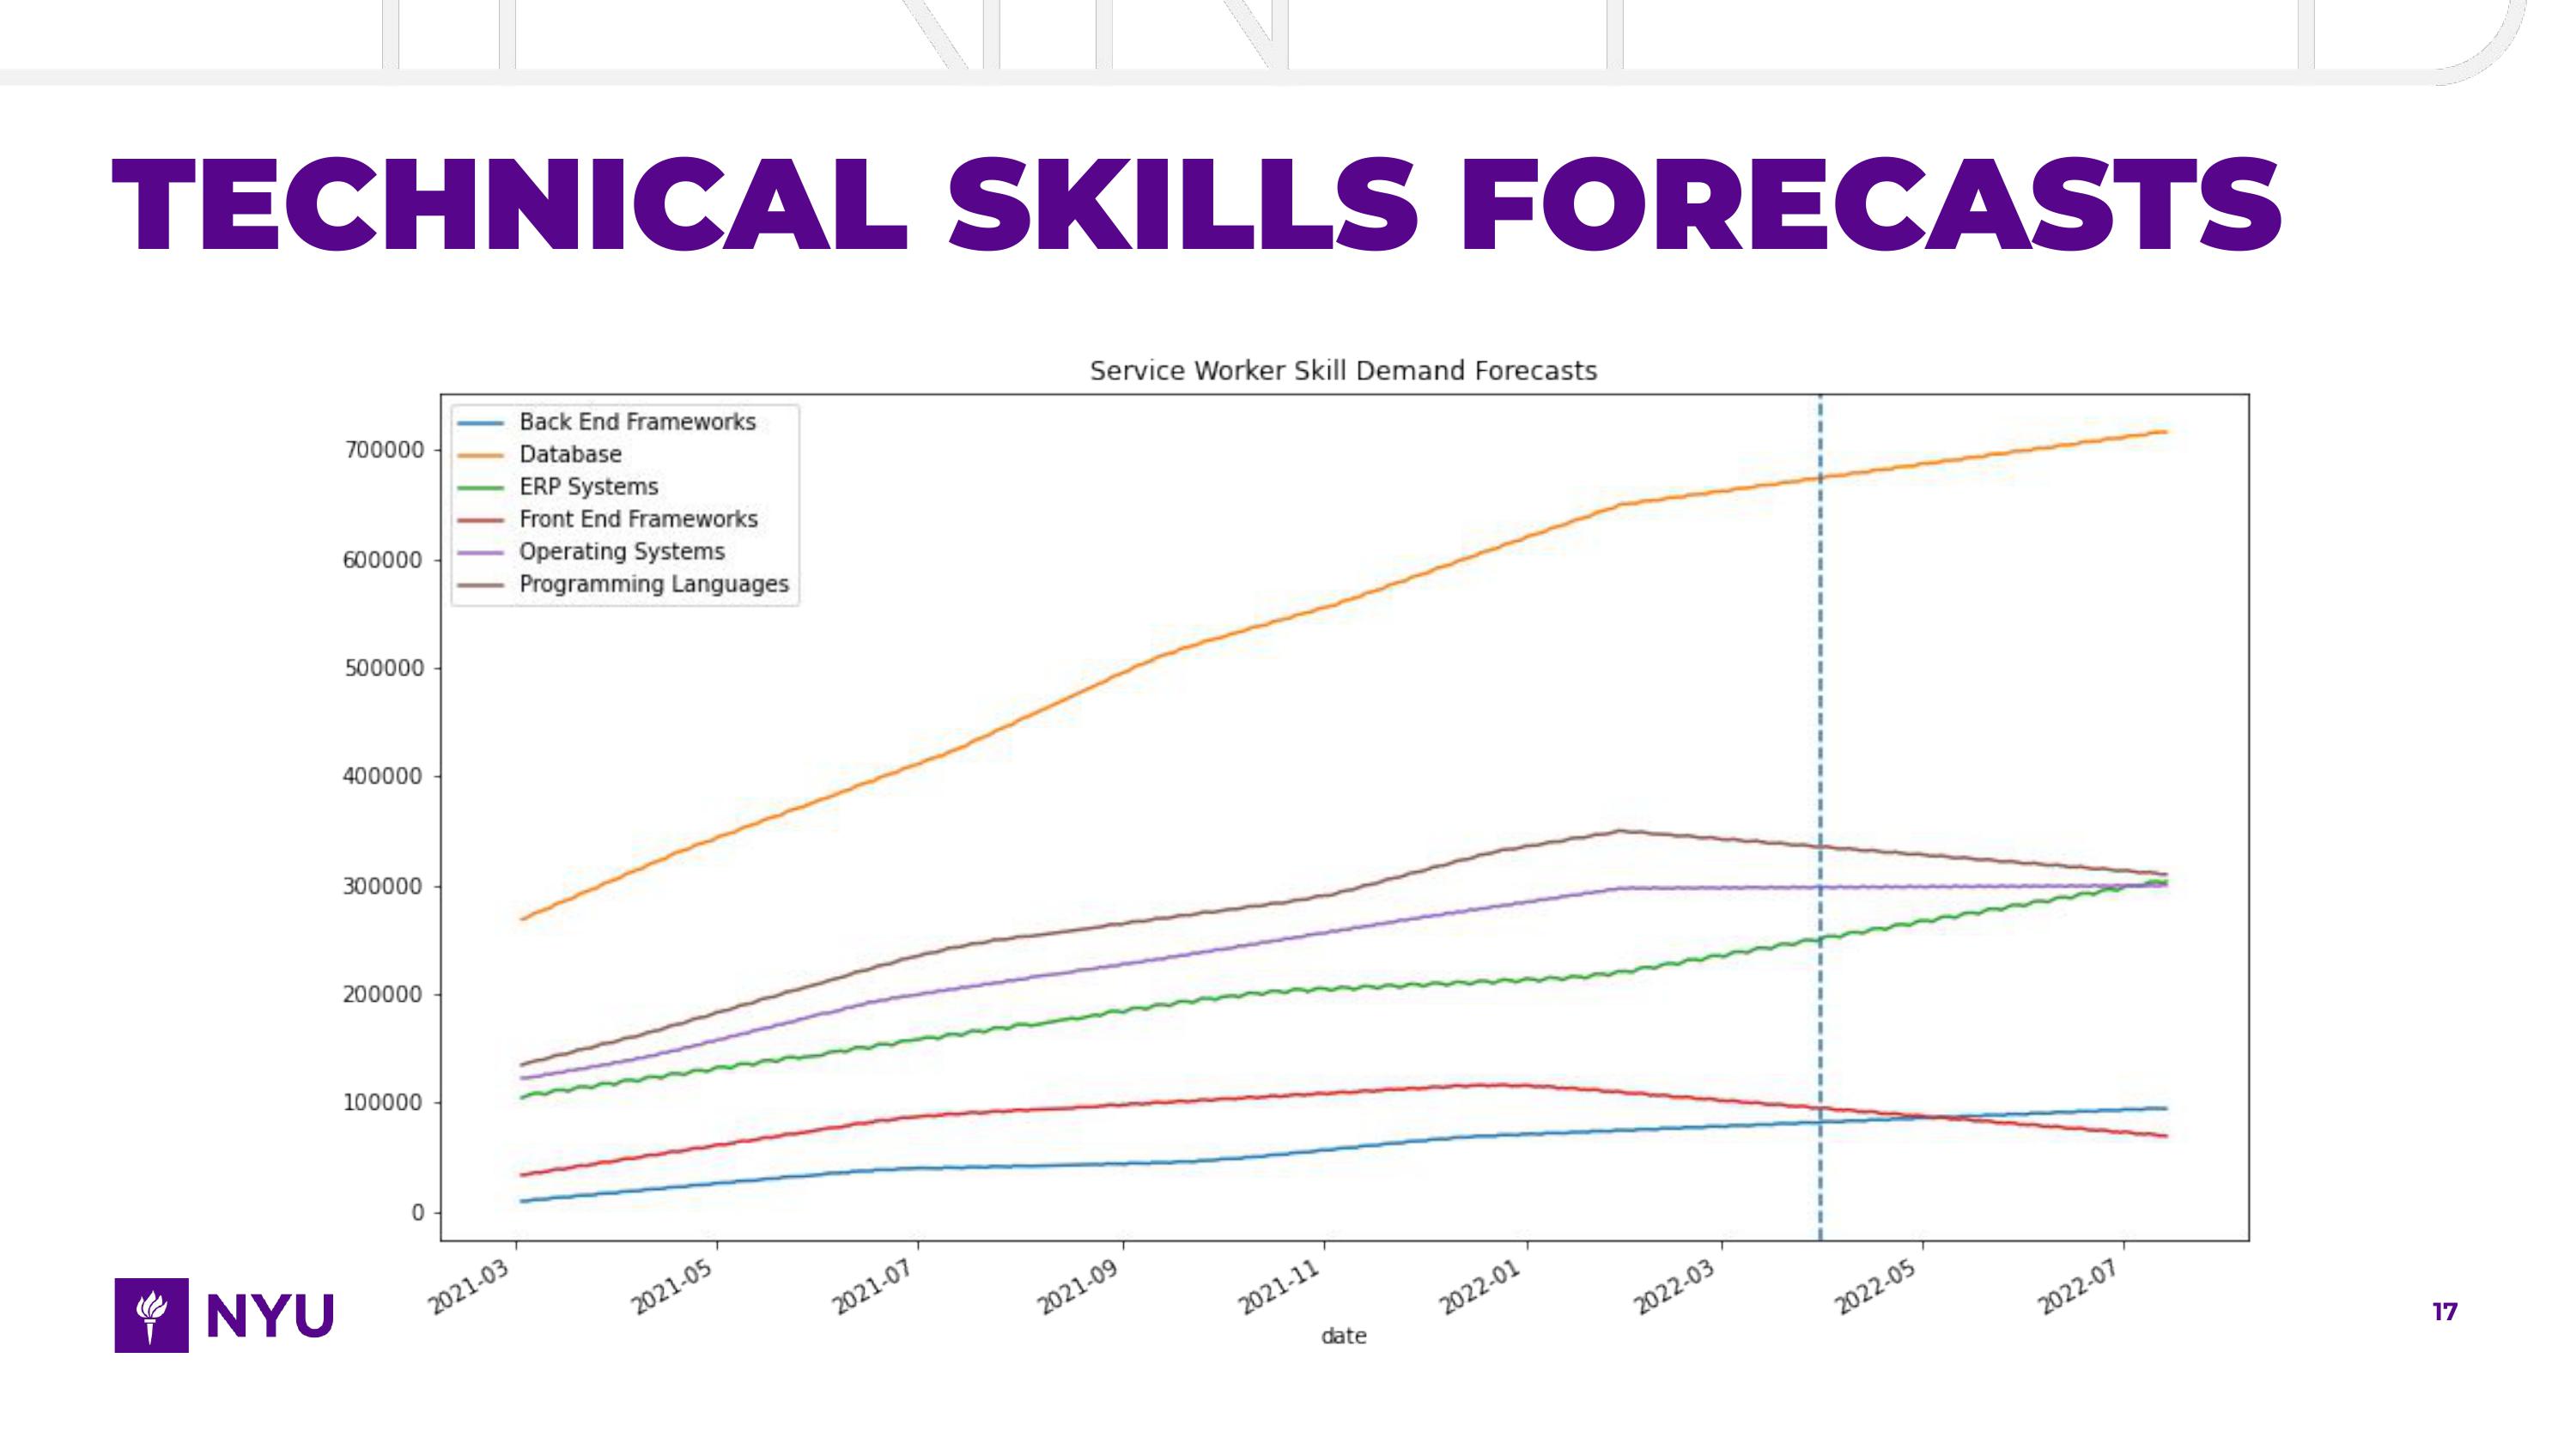 TECHNICAL SKILLS FORECASTS
Service Worker Skill Demand Forecasts
Back End Frameworks
Database
ERP Systems
Front End Frameworks
Operating Systems
Programming Languages
700000
600000
500000
400000
300000
200000
100000
0
2021-03
2021-05
2021-07
2021-09
2021-11
2022-01
2022-03
2022-05
2022-07
date
NYU
17